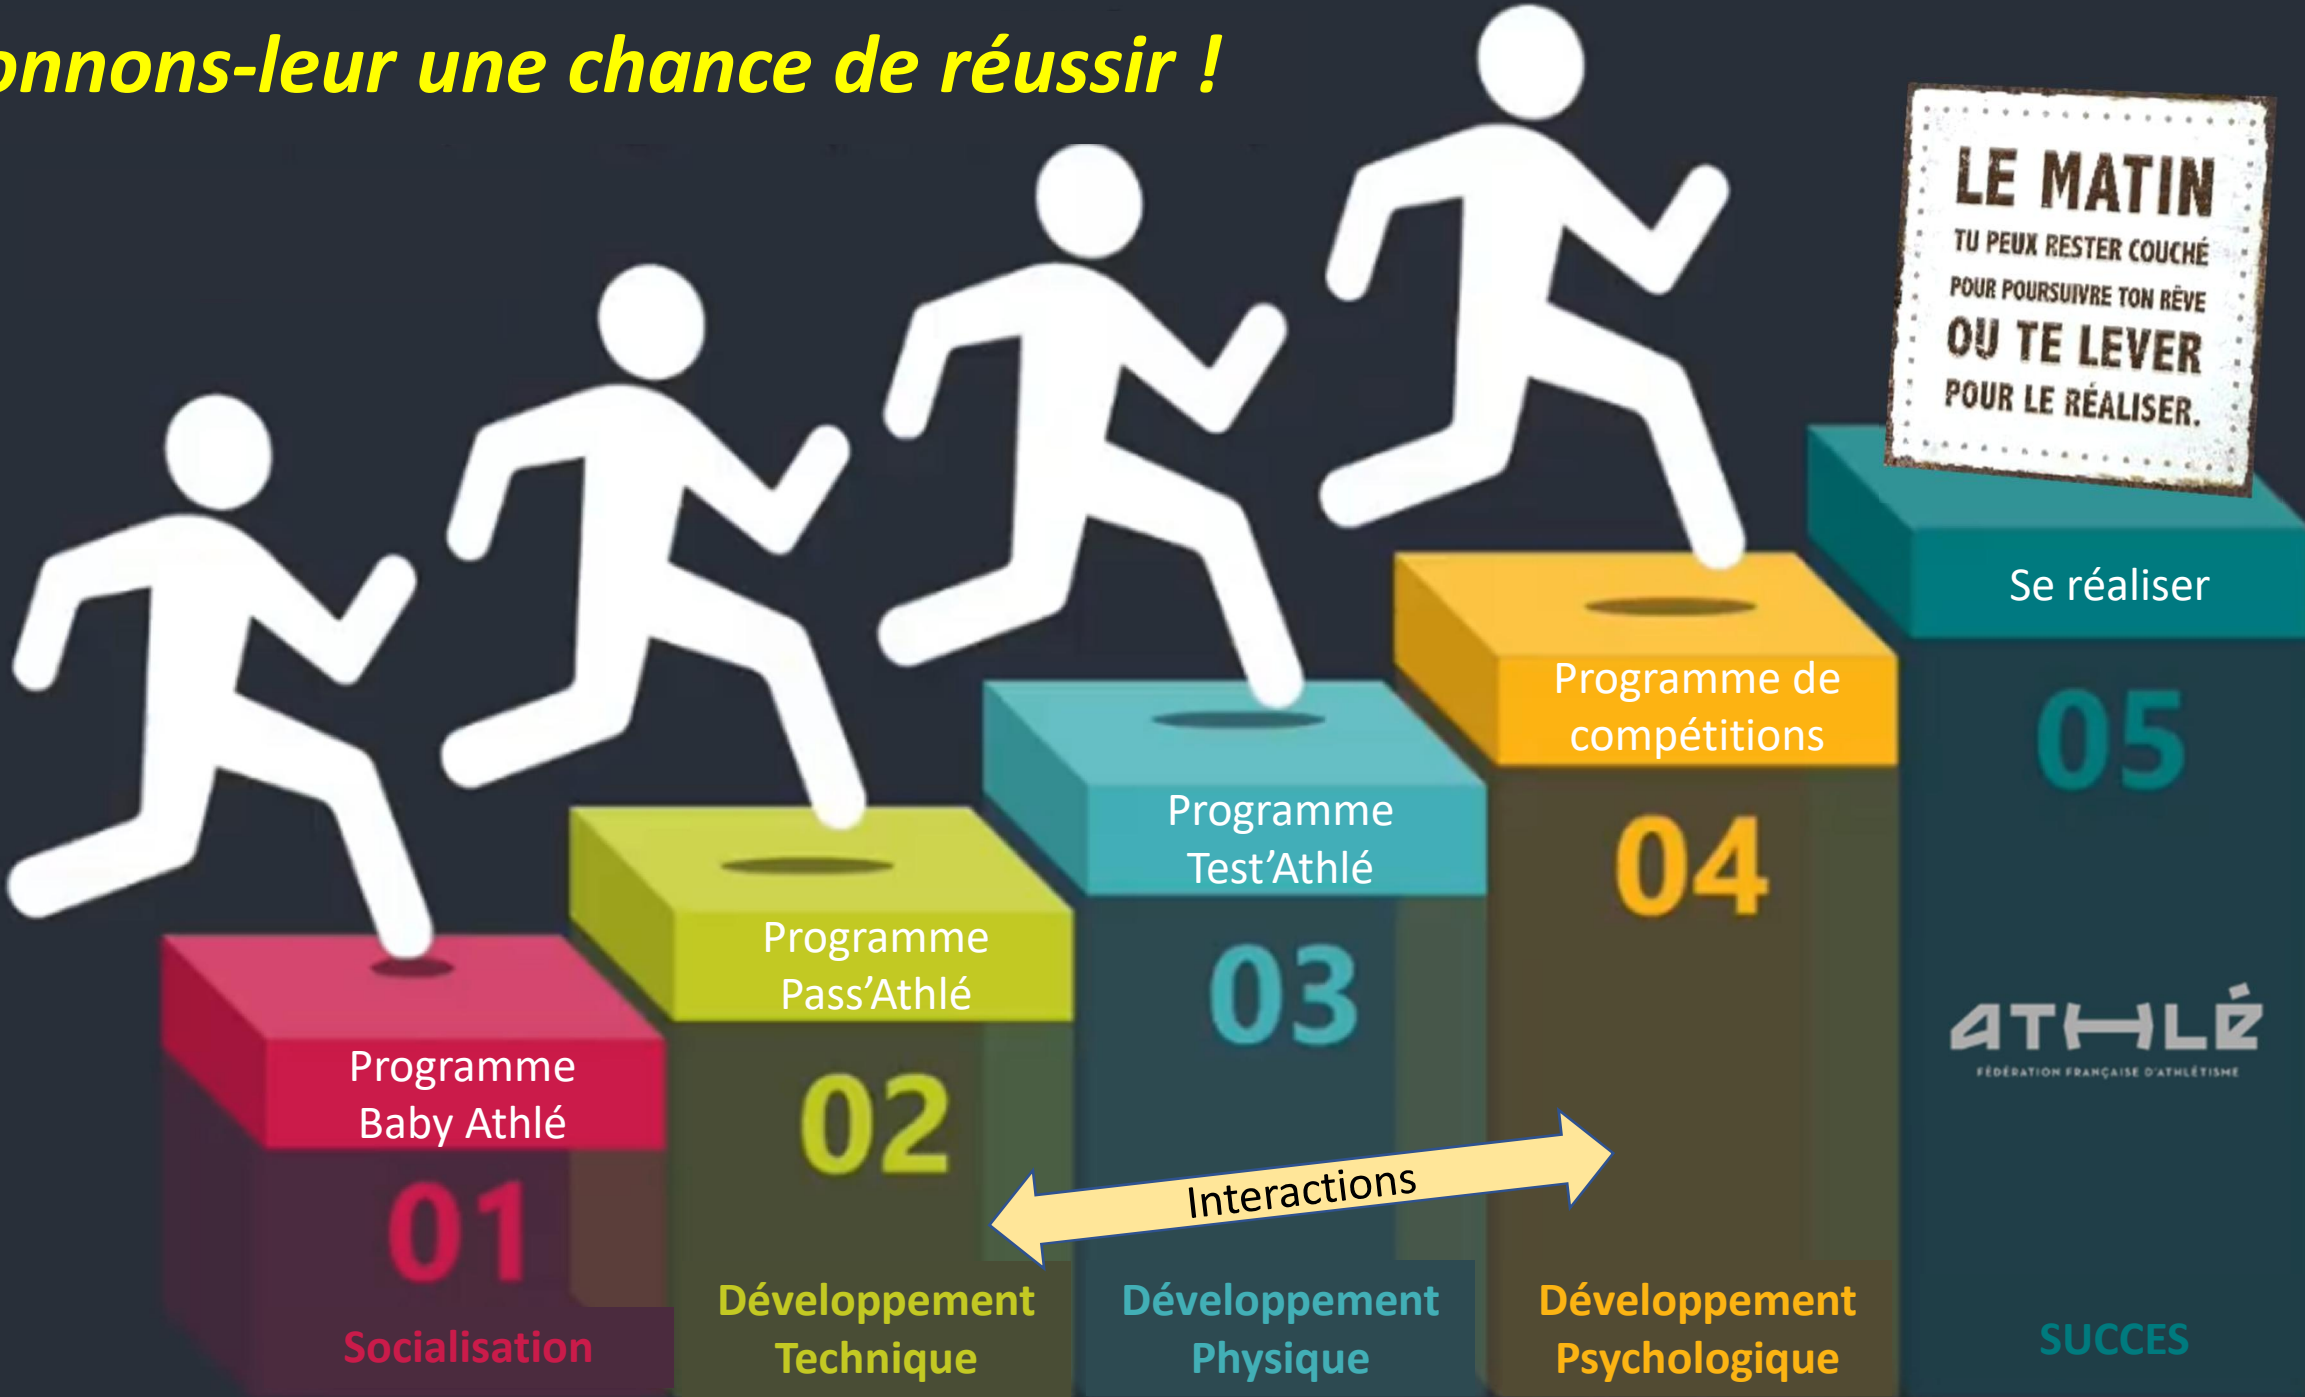 onnons-leur une chance de réussir !
LE MATIN
TU PEUX RESTER COUCHÉ
POUR POURSUIVRE TON RÊVE
OU TE LEVER
POUR LE RÉALISER.
Se réaliser
05
Programme de
compétitions
04
Programme
Test'Athlé
03
Programme
Pass'Athlé
02
Programme
Baby Athlé
01
ATHLÉ
FÉDÉRATION FRANÇAISE D'ATHLÉTISME
Interactions
Socialisation
Développement
Technique
Développement
Physique
Développement
Psychologique
SUCCES